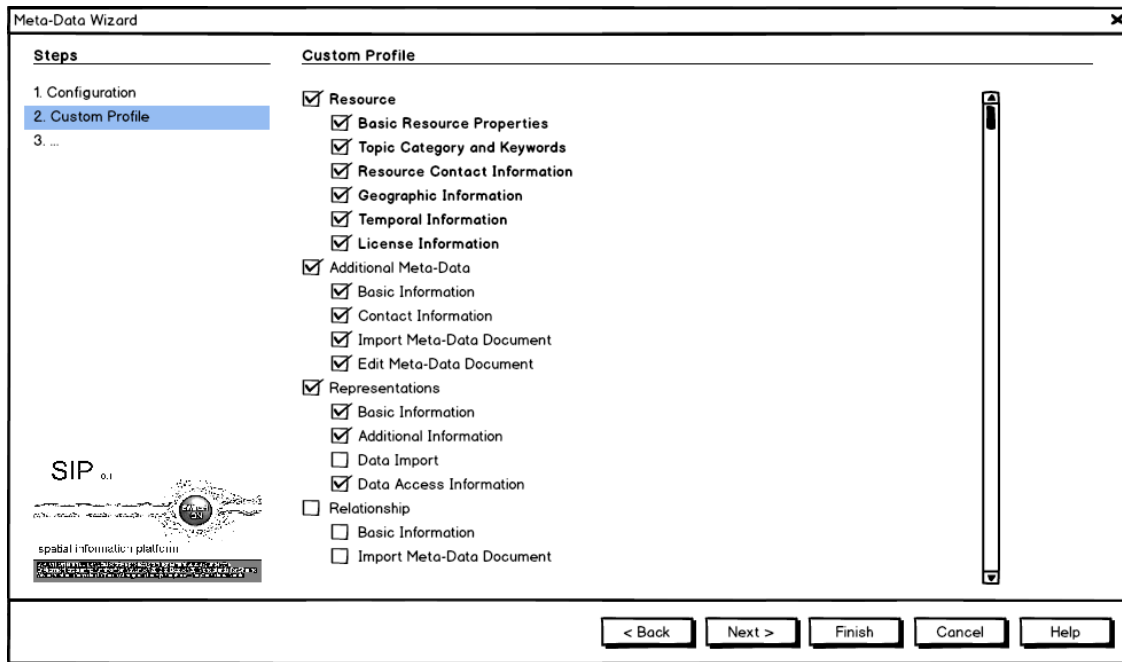 Meta-Data Wizard
Steps
1. Configuration
2. Custom Profile
3. ...
Custom Profile
Resource
Basic Resource Properties
Topic Category and Keywords
Resource Contact Information
Geographic Information
Temporal Information
License Information
Additional Meta-Data
Basic Information
Contact Information
Import Meta-Data Document
Edit Meta-Data Document
Representations
Basic Information
Additional Information
Data Import
Data Access Information
Relationship
Basic Information
Import Meta-Data Document
SIP 0.1
spatial information platform
< Back
Next >
Finish
Cancel
Help